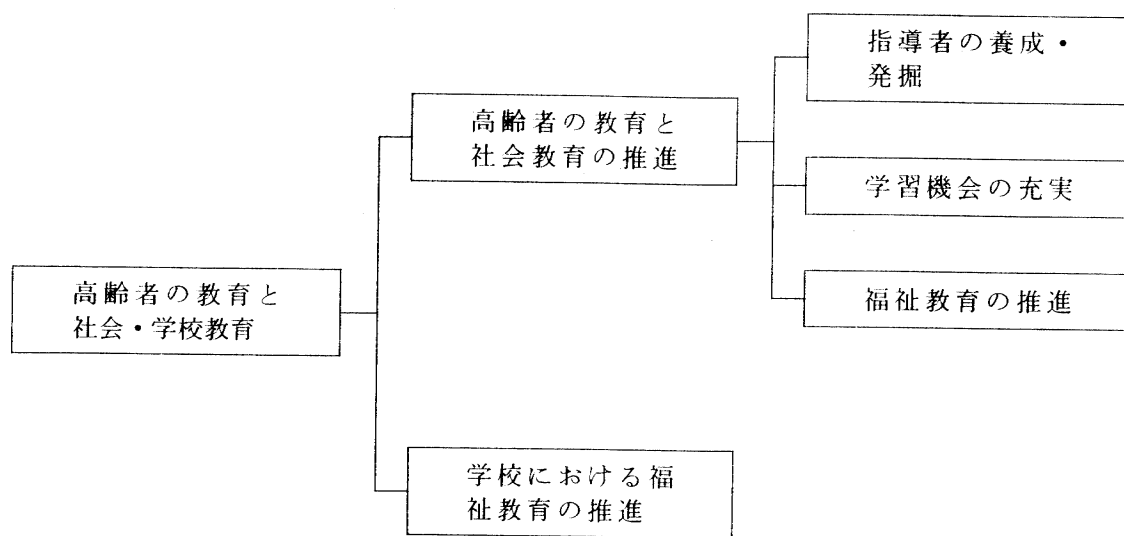 指導者の養成・
発掘
高齢者の教育と
社会教育の推進
学習機会の充実
高齢者の教育と
社会・学校教育
福祉教育の推進
学校における福
祉教育の推進